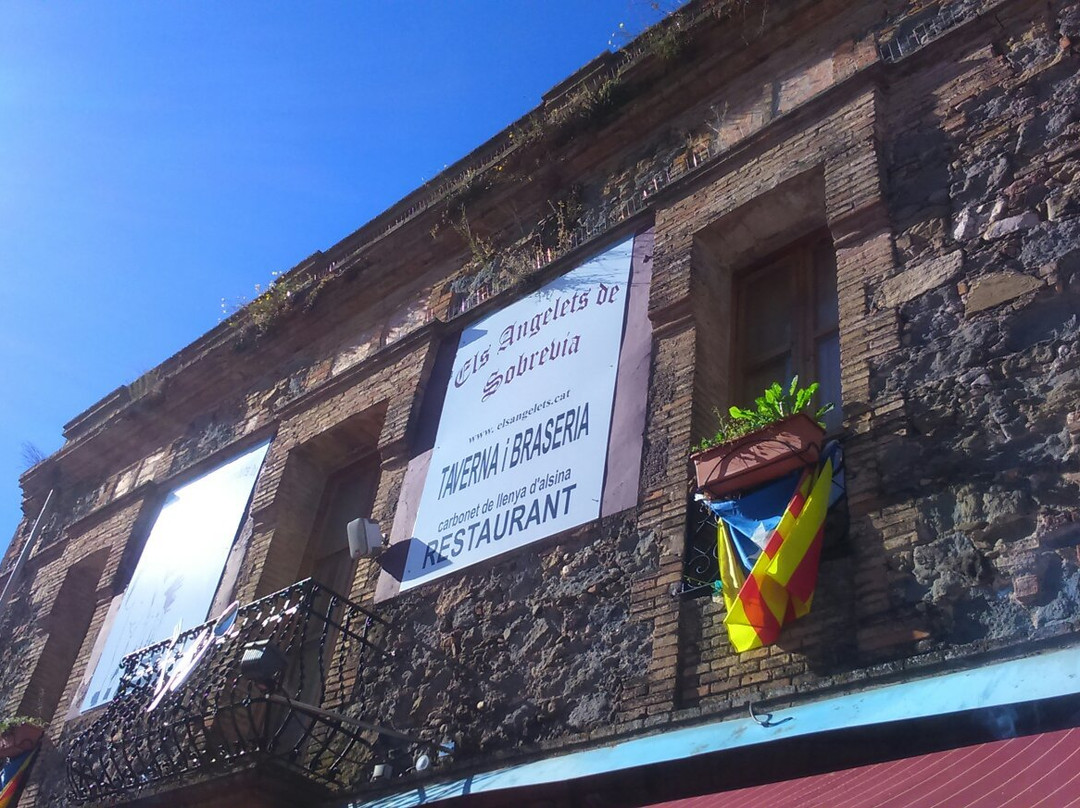 Els Angelets de
Sobrevia
www.elsangelets.cat
TAVERNA i BRASERIA
carbonet de llenya d'alsina
RESTAURANT